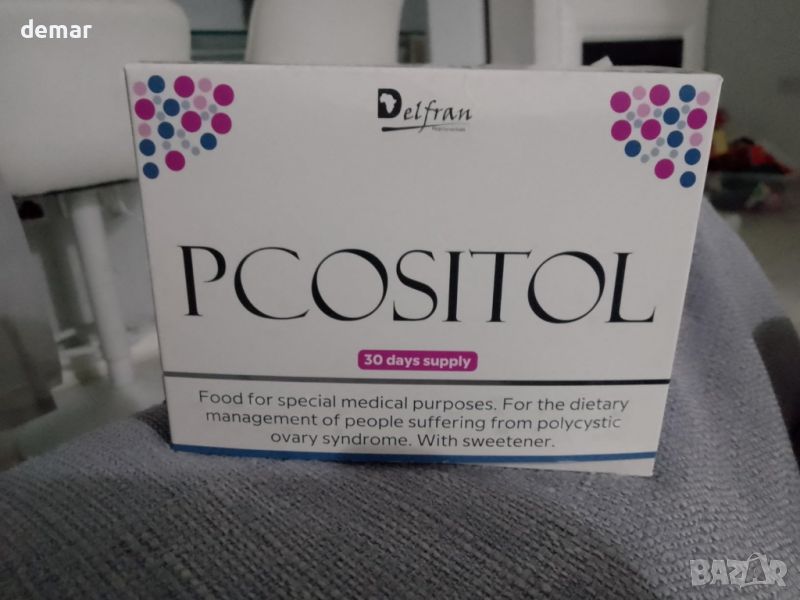 demar
Delfran
PCOSITOL
30 days supply
Food for special medical purposes. For the dietary
management of people suffering from polycystic
ovary syndrome. With sweetener.
BAZAR